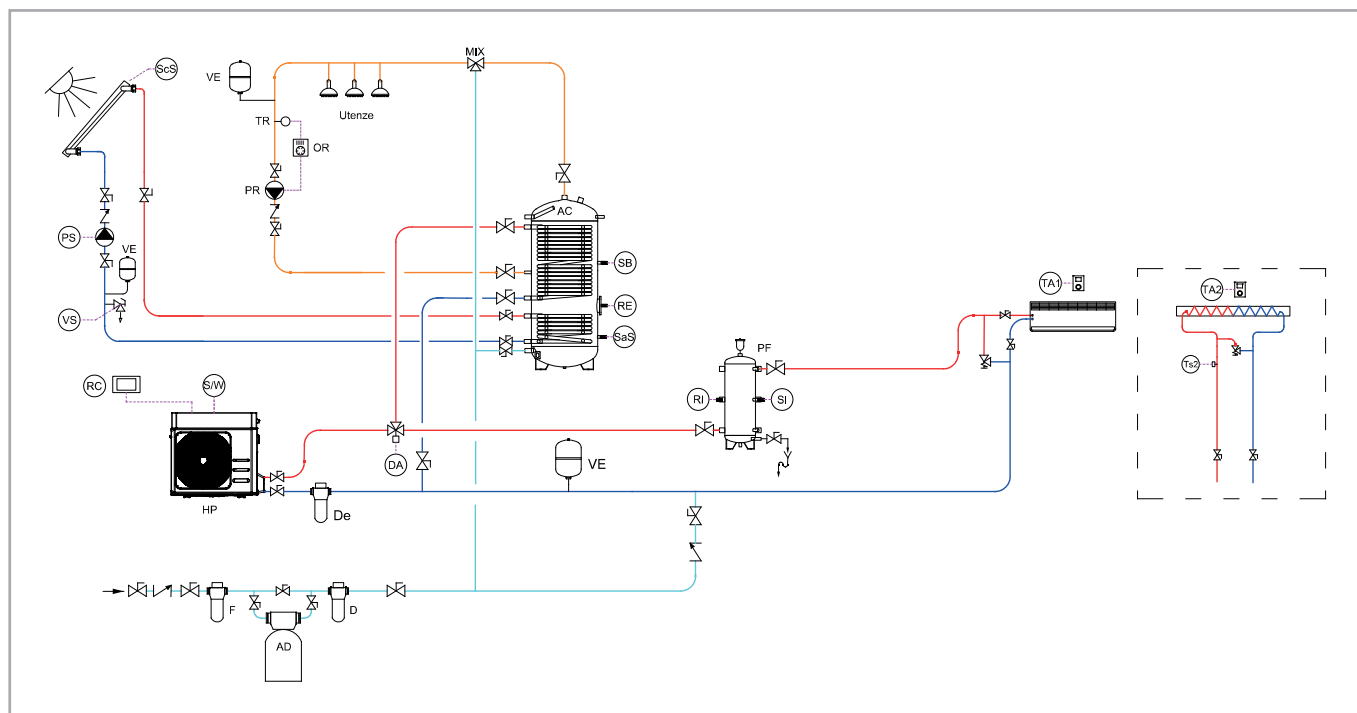 MIX
ScS
VE
TR
Utenze
OR
PR
AC
PS
VE
SB
VS
RE
SaS
TA1
TA2
PF
Ts2
RC
S/W
RI
SI
DA
VE
HP
De
F
D
AD